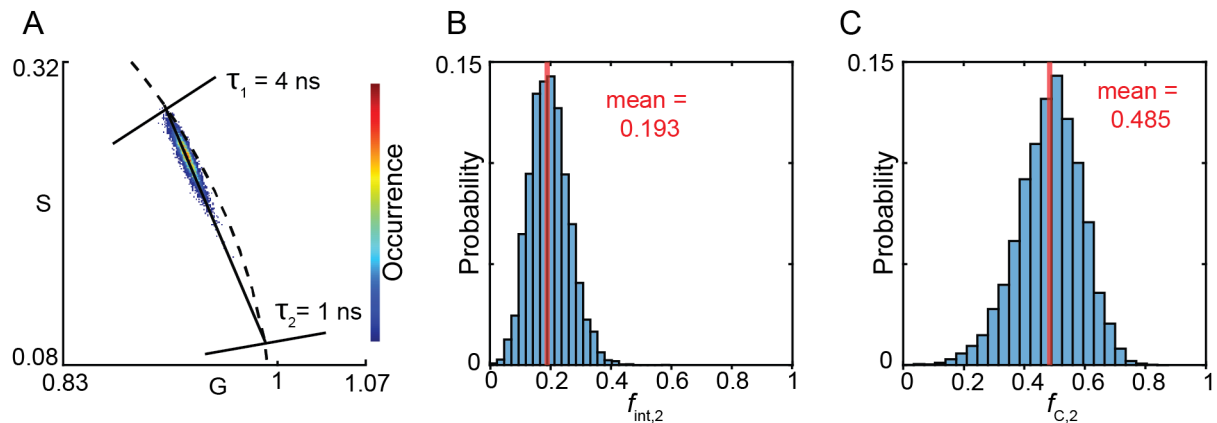 A
0.32
τ1 = 4 ns
S
Occurrence
τ2 = 1 ns
0.08
0.83
G
1
1.07
B
0.15
mean =
0.193
Probability
0
0 0.2 0.4 0.6 0.8 1
fint,2
C
0.15
mean =
0.485
Probability
0
0 0.2 0.4 0.6 0.8 1
fC,2